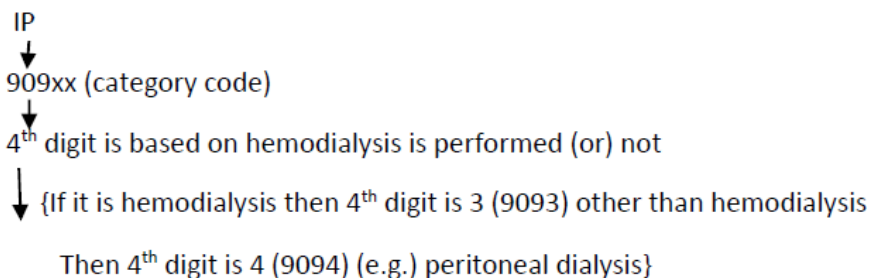 IP
909xx (category code)
4th digit is based on hemodialysis is performed (or) not
{If it is hemodialysis then 4th digit is 3 (9093) other than hemodialysis
Then 4th digit is 4 (9094) (e.g.) peritoneal dialysis}